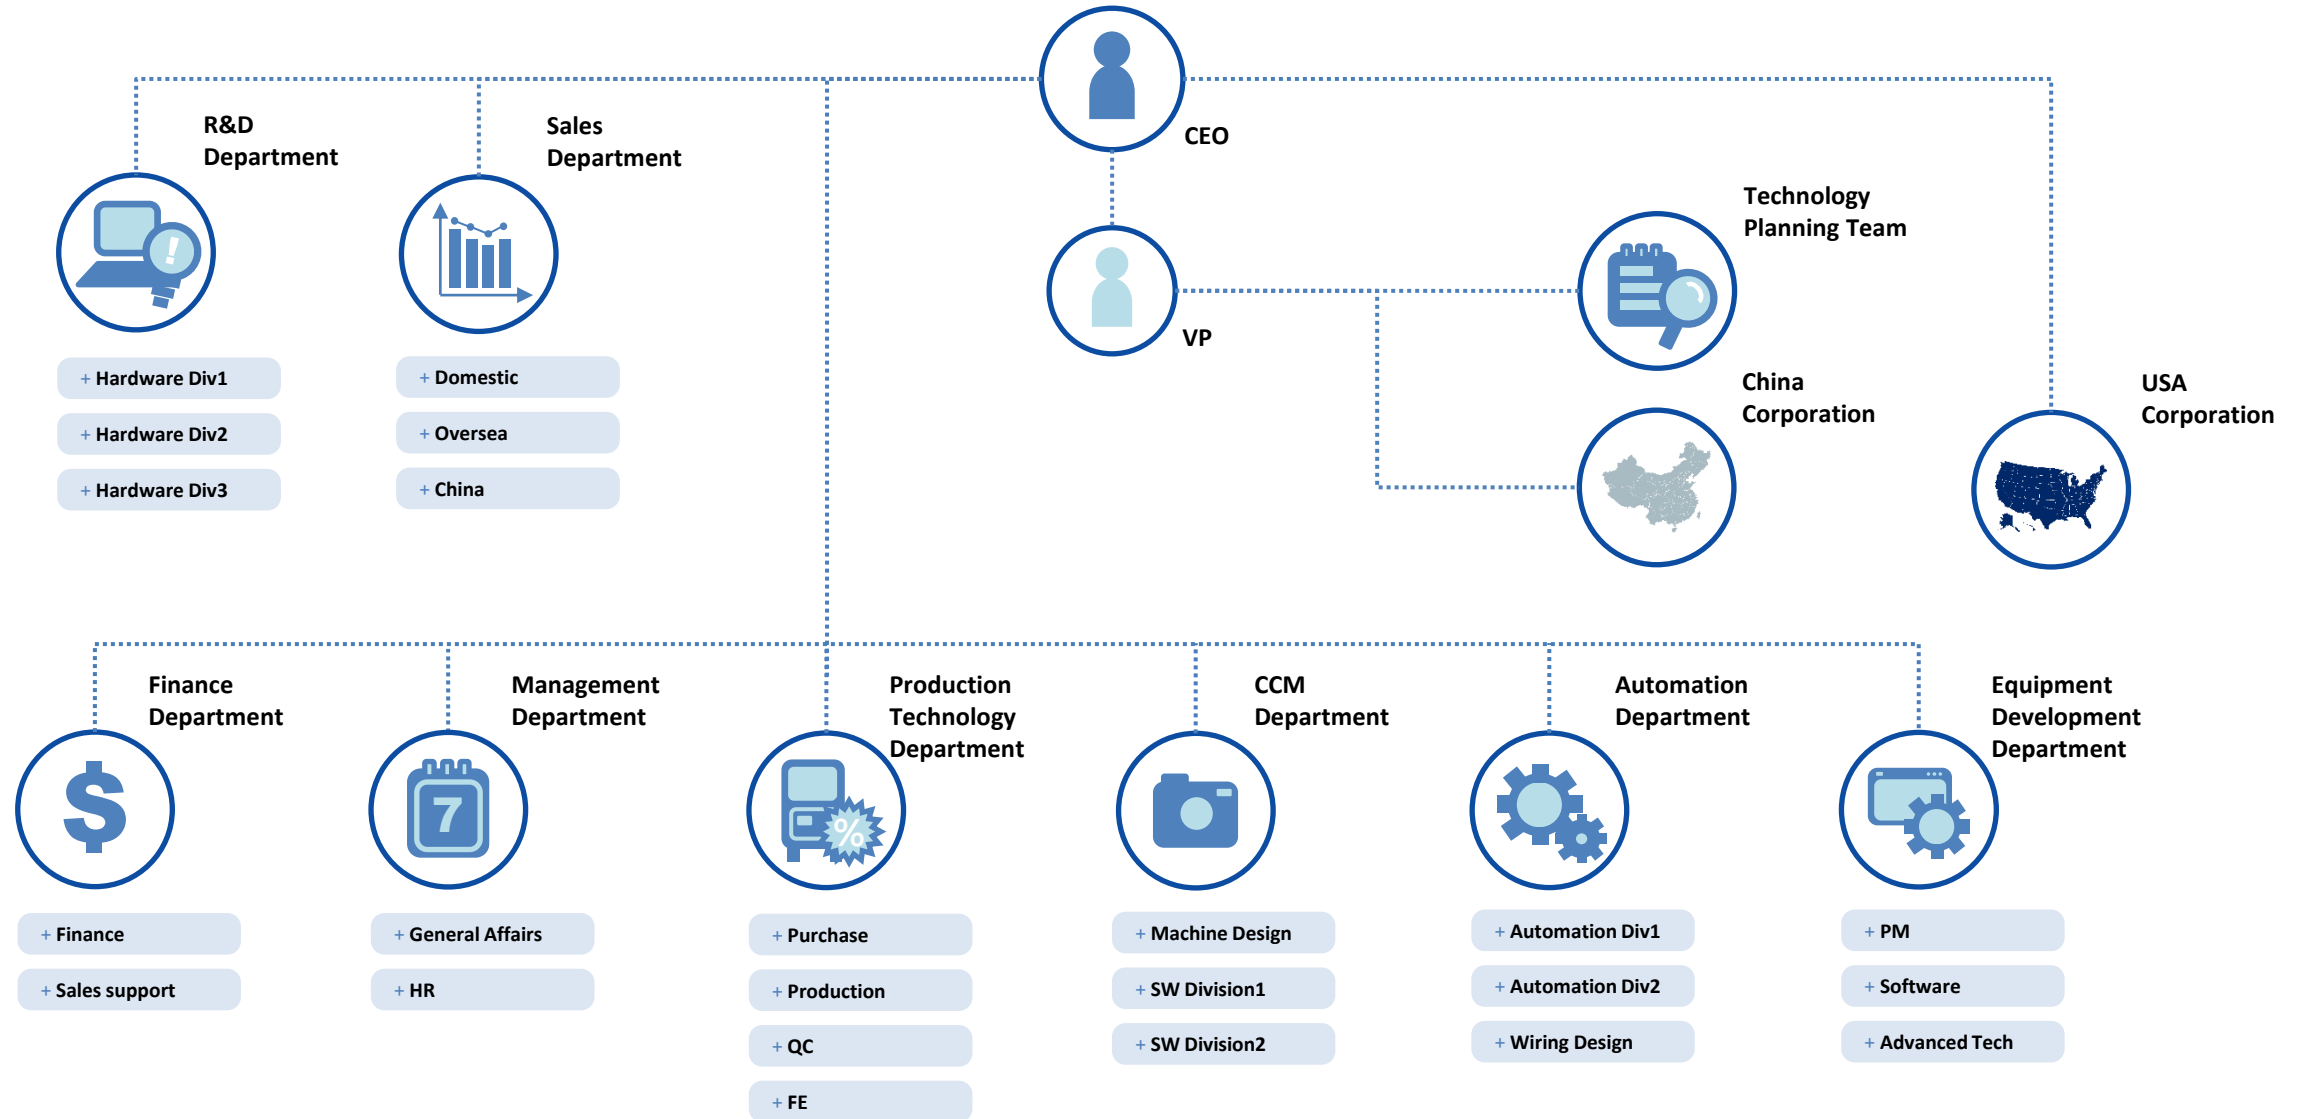 CEO
R&D
Department
Sales
Department
!
Technology
Planning Team
VP
+ Hardware Div1
+ Hardware Div2
+ Hardware Div3
+ Domestic
+ Oversea
+ China
China
Corporation
USA
Corporation
Finance
Department
Management
Department
Production
Technology
Department
CCM
Department
Automation
Department
Equipment
Development
Department
$
7
%
+ Finance
+ Sales support
+ General Affairs
+ HR
+ Purchase
+ Production
+ QC
+ FE
+ Machine Design
+ SW Division1
+ SW Division2
+ Automation Div1
+ Automation Div2
+ Wiring Design
+ PM
+ Software
+ Advanced Tech